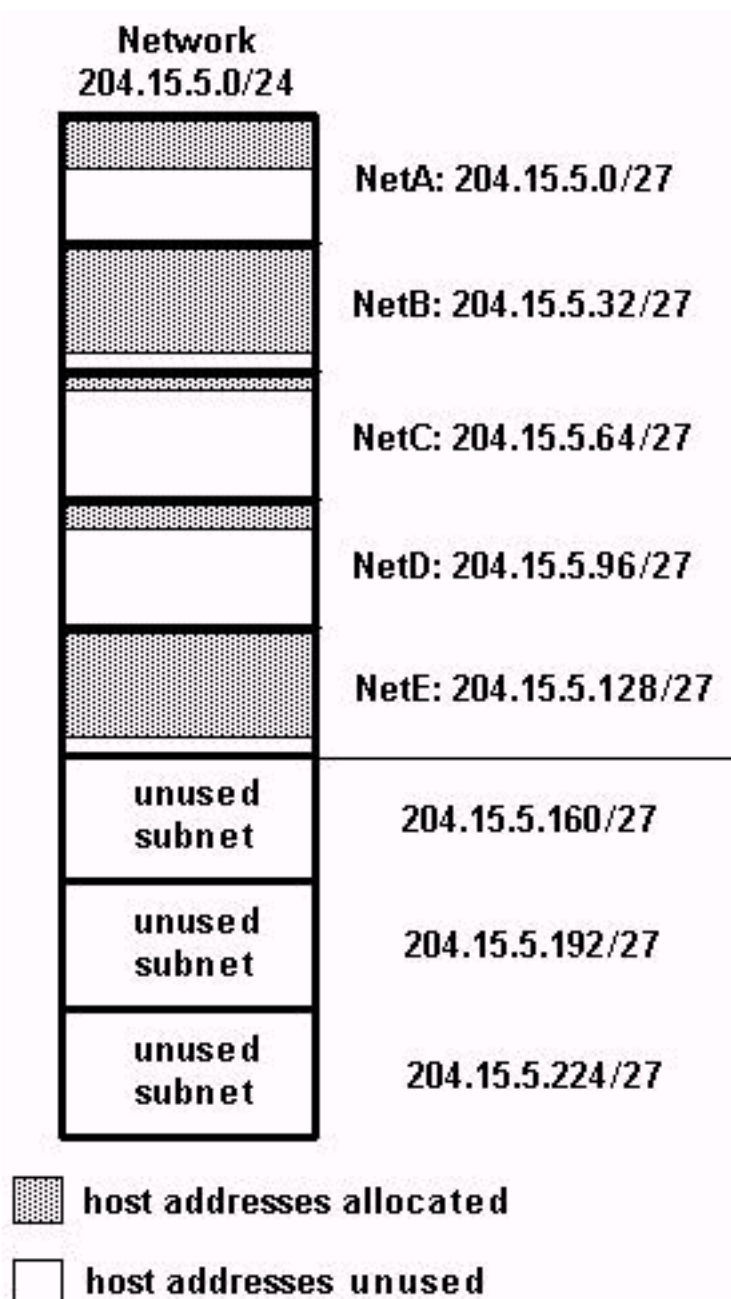 Network
204.15.5.0/24
NetA: 204.15.5.0/27
NetB: 204.15.5.32/27
NetC: 204.15.5.64/27
NetD: 204.15.5.96/27
NetE: 204.15.5.128/27
unused
subnet
204.15.5.160/27
unused
subnet
204.15.5.192/27
unused
subnet
204.15.5.224/27
host addresses allocated
host addresses unused